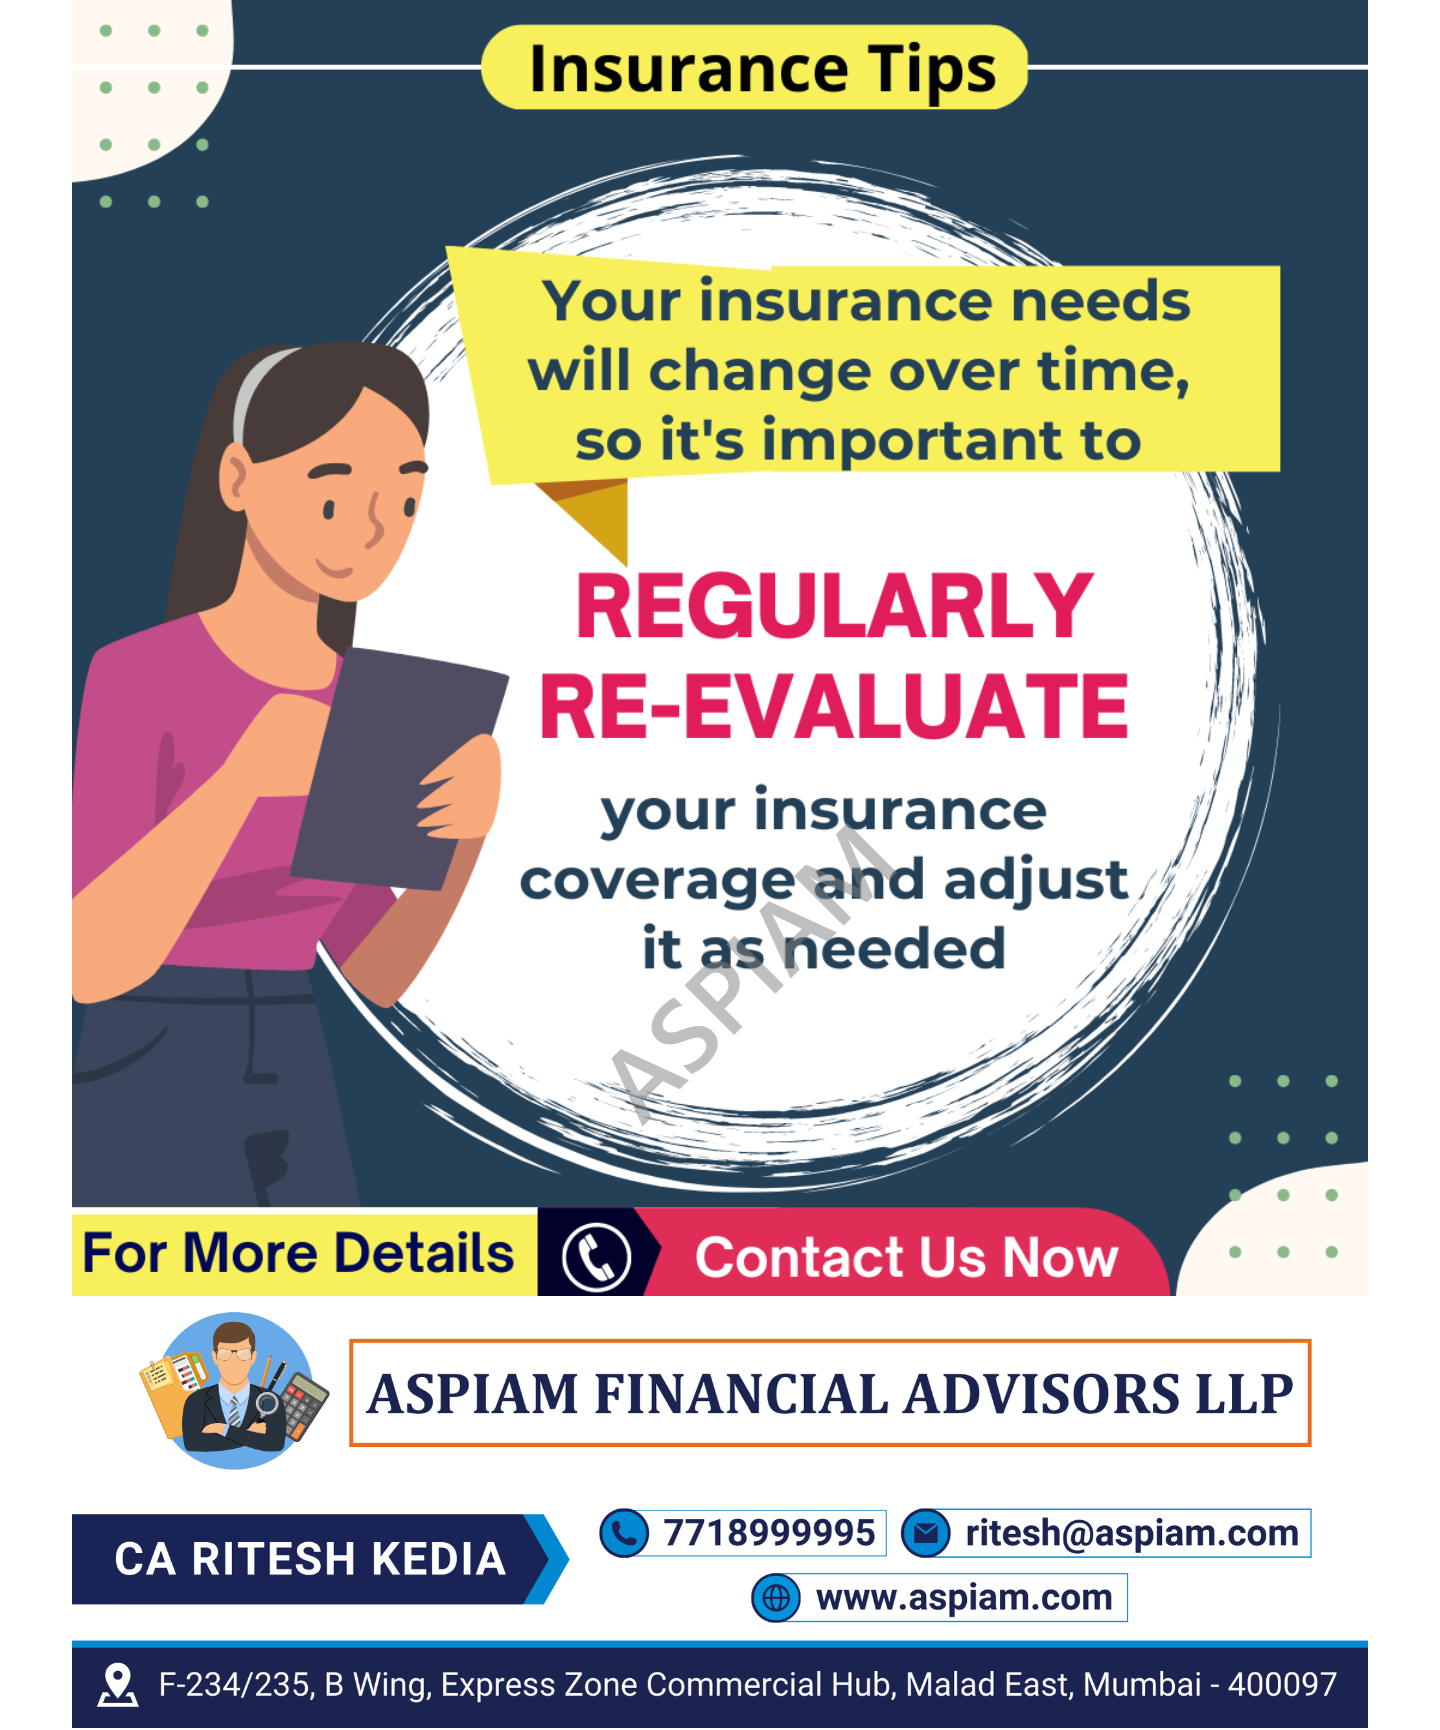 Insurance Tips
Your insurance needs
will change over time,
so it's important to
REGULARLY
RE-EVALUATE
your insurance
coverage and adjust
it as needed
ASPIAM
For More Details
Contact Us Now
ASPIAM FINANCIAL ADVISORS LLP
CA RITESH KEDIA
7718999995
ritesh@aspiam.com
www.aspiam.com
F-234/235, B Wing, Express Zone Commercial Hub, Malad East, Mumbai - 400097